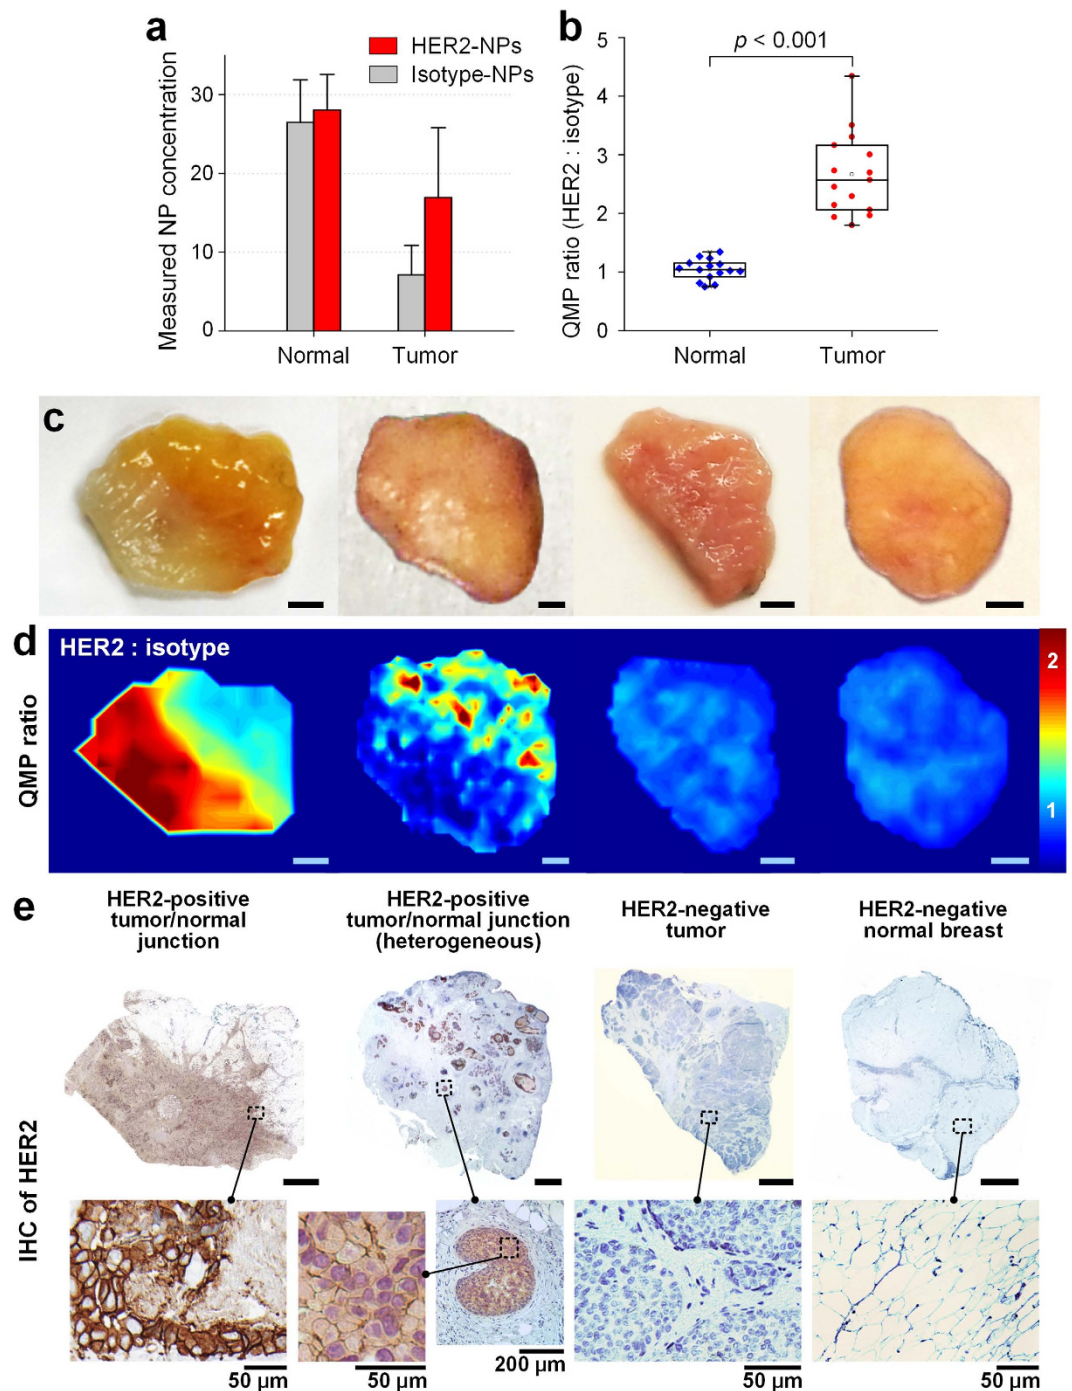 a
HER2-NPs
Isotype-NPs
Measured NP concentration
30
20
10
0
Normal
Tumor
b
p < 0.001
QMP ratio (HER2 : isotype)
5
4
3
2
1
0
Normal
Tumor
c
d
HER2 : isotype
QMP ratio
2
1
e
HER2-positive
tumor/normal
junction
HER2-positive
tumor/normal junction
(heterogeneous)
HER2-negative
tumor
HER2-negative
normal breast
IHC of HER2
50 µm
50 µm
200 µm
50 µm
50 µm